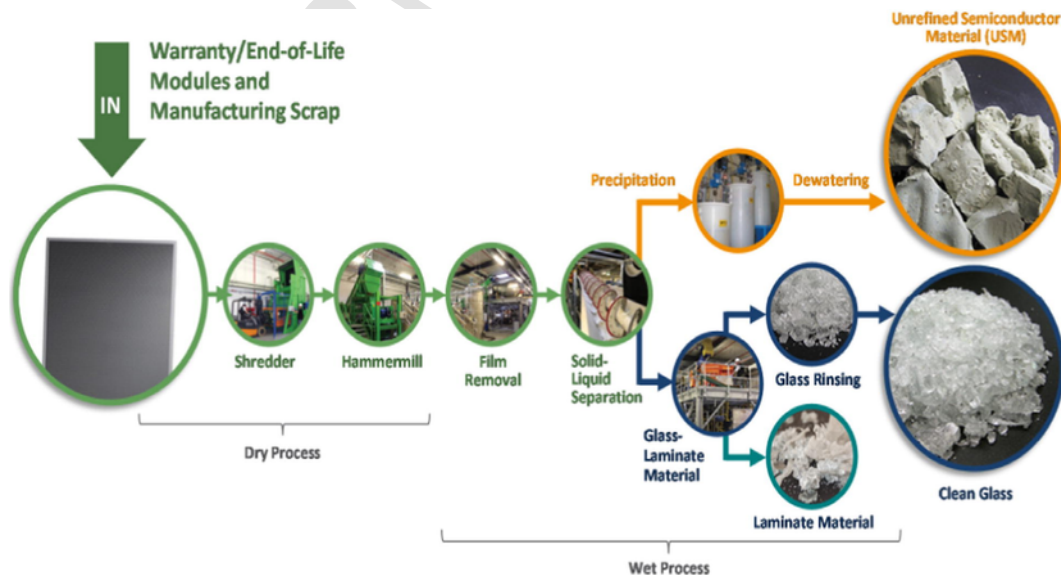 Warranty/End-of-Life
Modules and
Manufacturing Scrap
IN
Unrefined Semiconductor
Material (USM)
Precipitation
Dewatering
Shredder
Hammermill
Film
Removal
Solid-
Liquid
Separation
Glass Rinsing
Glass-
Laminate
Material
Laminate Material
Clean Glass
Dry Process
Wet Process